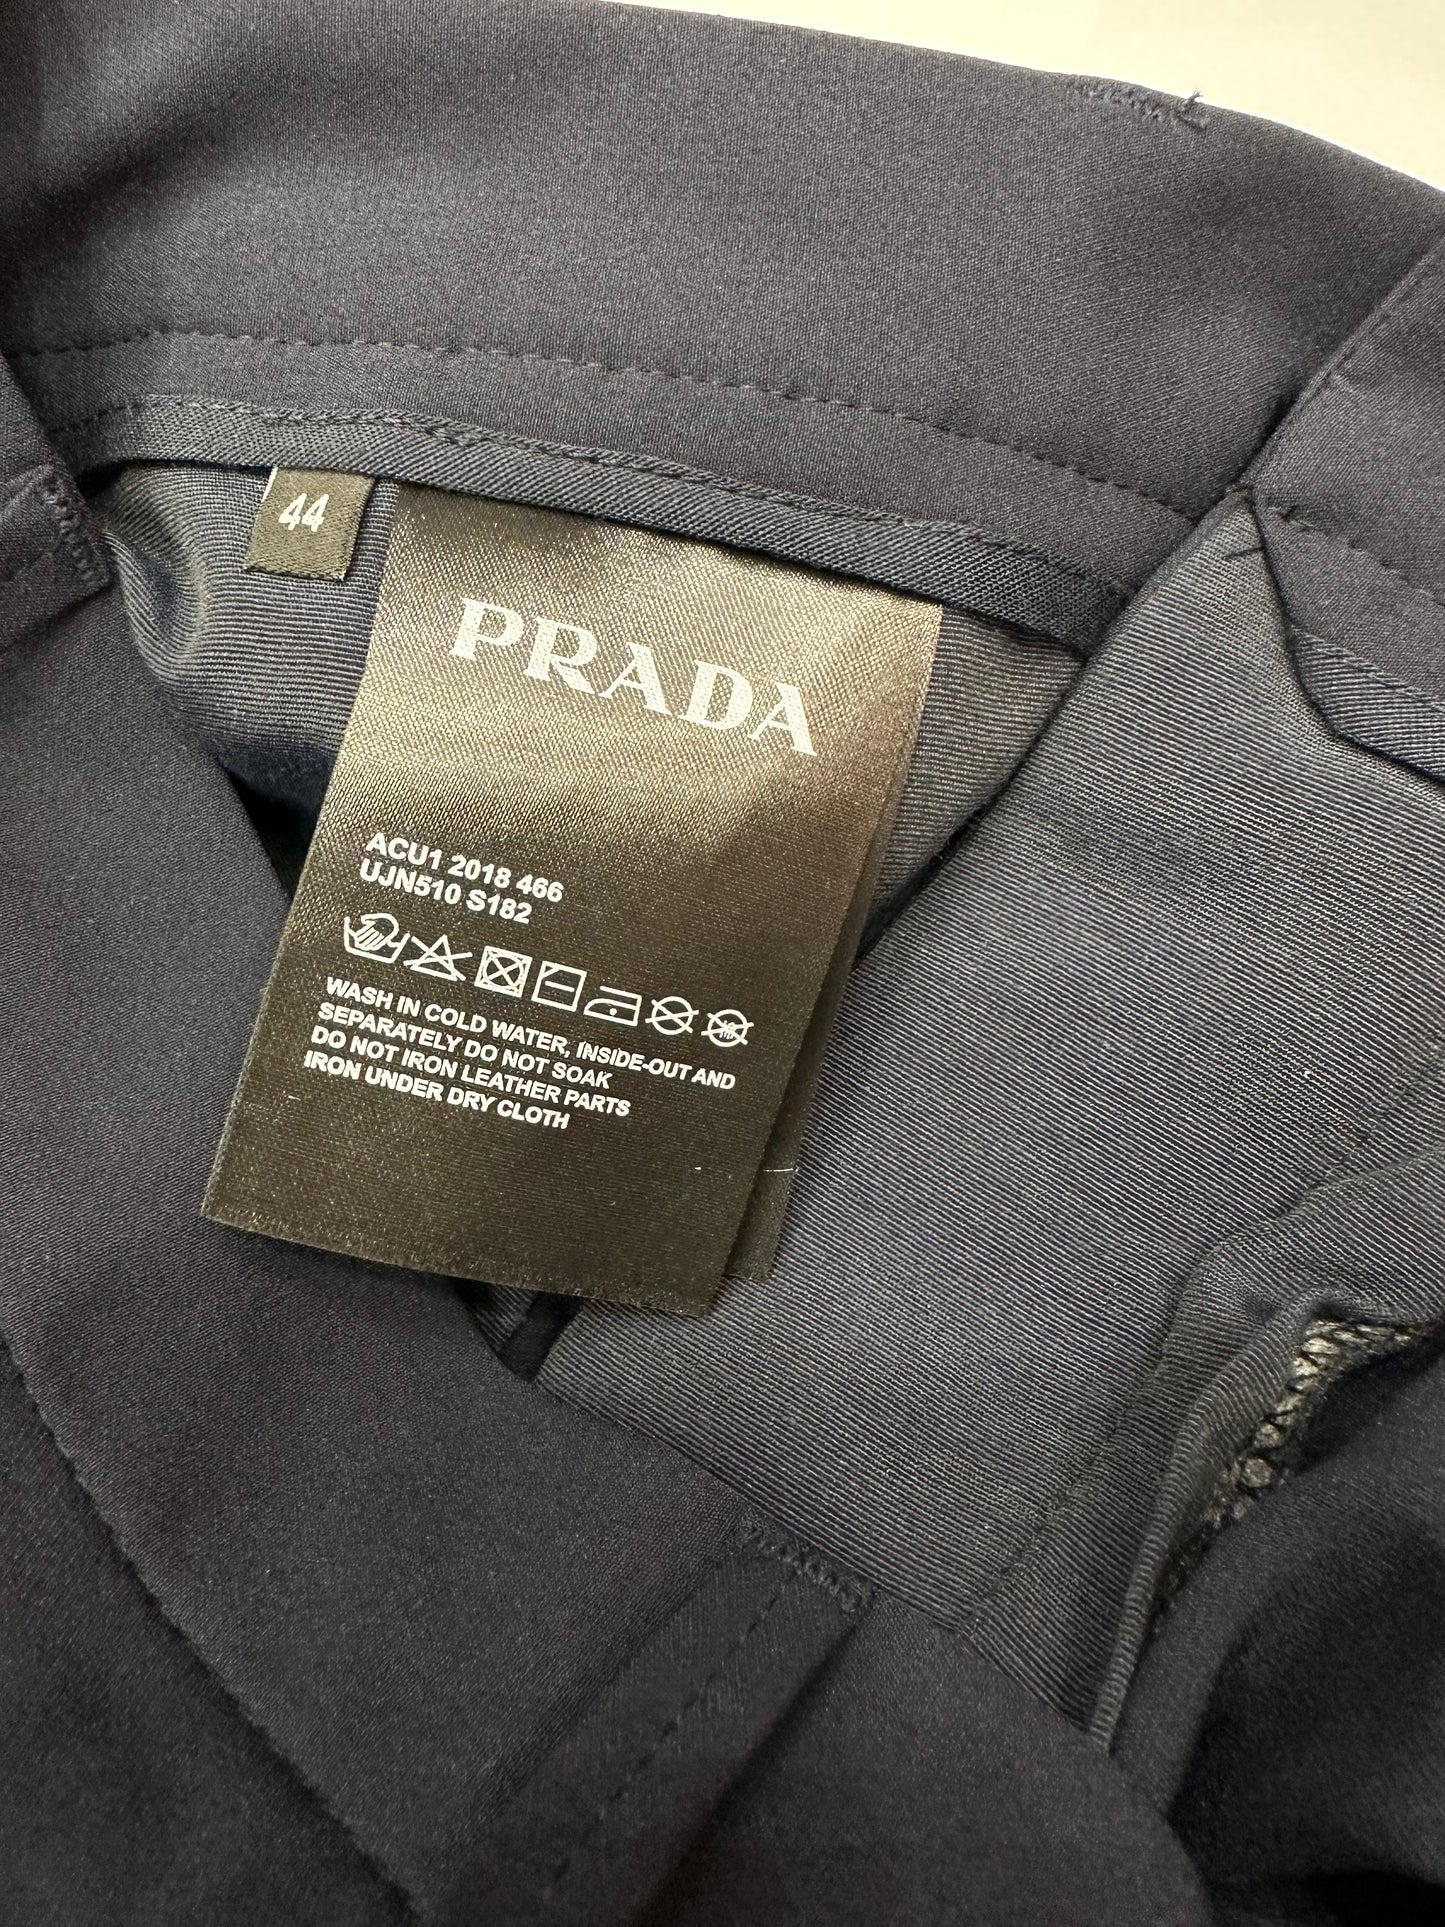 44
PRADA
ACU1 2018 466
UJN510 S182
WASH IN COLD WATER, INSIDE-OUT AND
SEPARATELY DO NOT SOAK
DO NOT IRON LEATHER PARTS
IRON UNDER DRY CLOTH